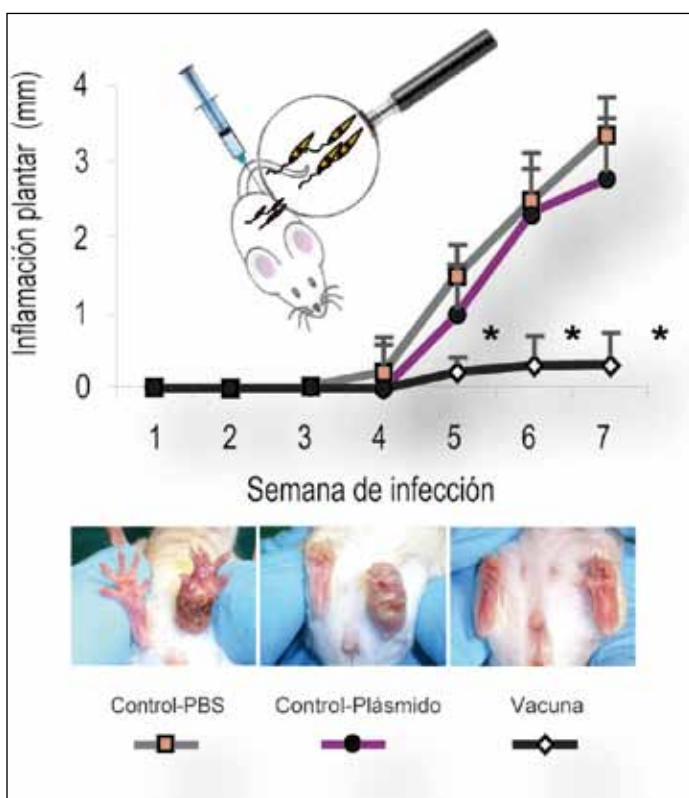 Inflamación plantar (mm)
4
3
2
1
0
* * *
1 2 3 4 5 6 7
Semana de infección
Control-PBS Control-Plásmido Vacuna